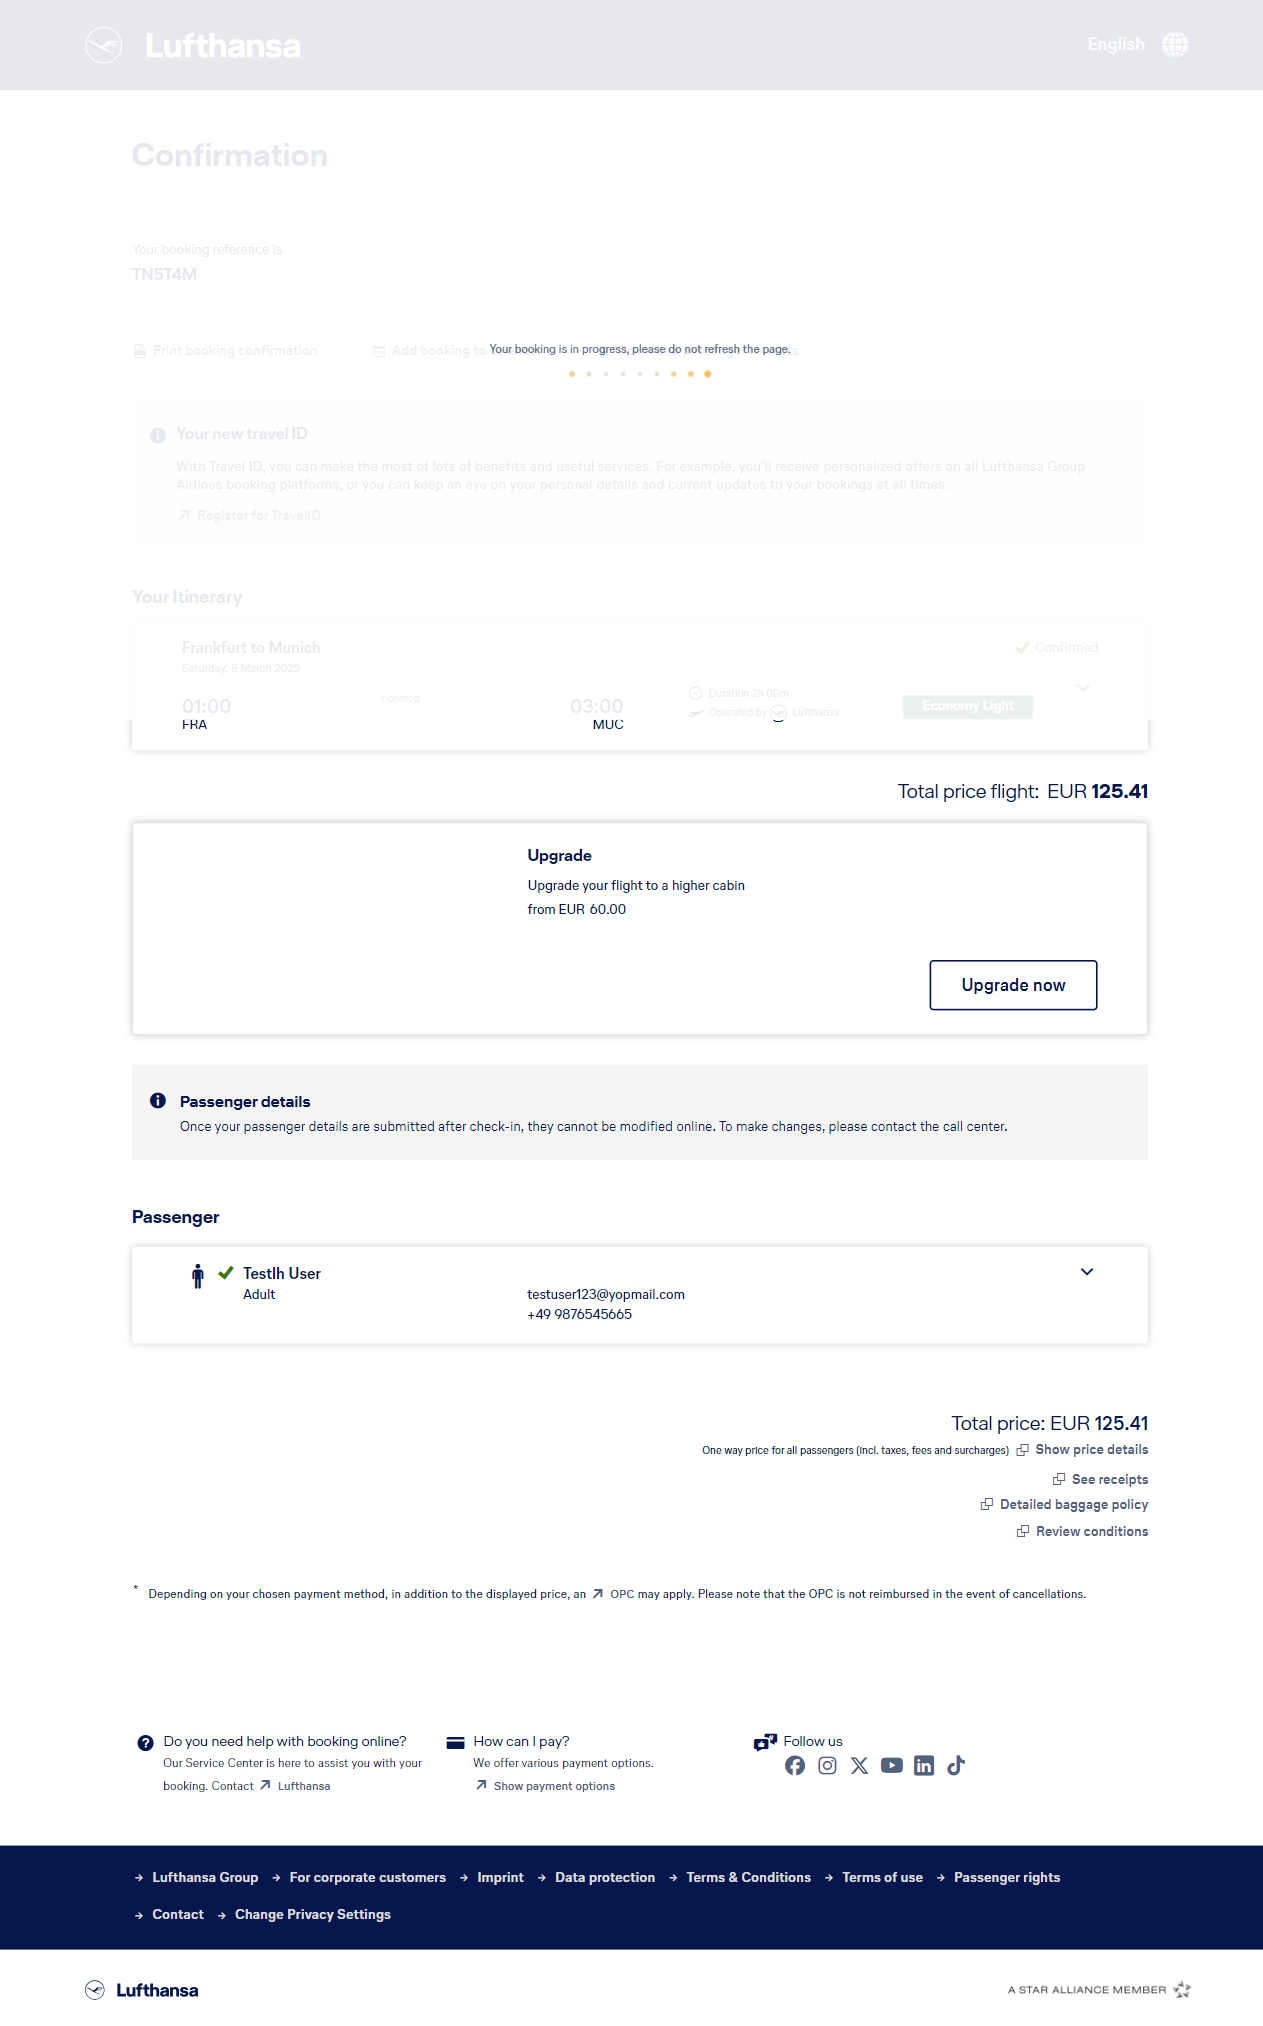 Lufthansa English
Confirmation
Your booking reference is
TN5T4M
Print booking confirmation Add booking to
Your booking is in progress, please do not refresh the page.
Your new travel ID
With Travel ID, you can make the most of lots of benefits and useful services. For example, you'll receive personalized offers on all Lufthansa Group
Airlines booking platforms, or you can keep an eye on your personal details and current updates to your bookings at all times.
Register for TravelID
Your Itinerary
Frankfurt to Munich Confirmed
Saturday, 8 March 2025
01:00 nonstop 03:00 Duration 2h 00m Economy Light
Operated by Lufthansa
FRA MUC
Total price flight: EUR 125.41
Upgrade
Upgrade your flight to a higher cabin
from EUR 60.00
Upgrade now
Passenger details
Once your passenger details are submitted after check-in, they cannot be modified online. To make changes, please contact the call center.
Passenger
Testlh User
Adult testuser123@yopmail.com
+49 9876545665
Total price: EUR 125.41
One way price for all passengers (incl. taxes, fees and surcharges) Show price details
See receipts
Detailed baggage policy
Review conditions
* Depending on your chosen payment method, in addition to the displayed price, an OPC may apply. Please note that the OPC is not reimbursed in the event of cancellations.
Do you need help with booking online? How can I pay? Follow us
Our Service Center is here to assist you with your We offer various payment options.
booking. Contact Lufthansa Show payment options
Lufthansa Group For corporate customers Imprint Data protection Terms & Conditions Terms of use Passenger rights
Contact Change Privacy Settings
Lufthansa A STAR ALLIANCE MEMBER